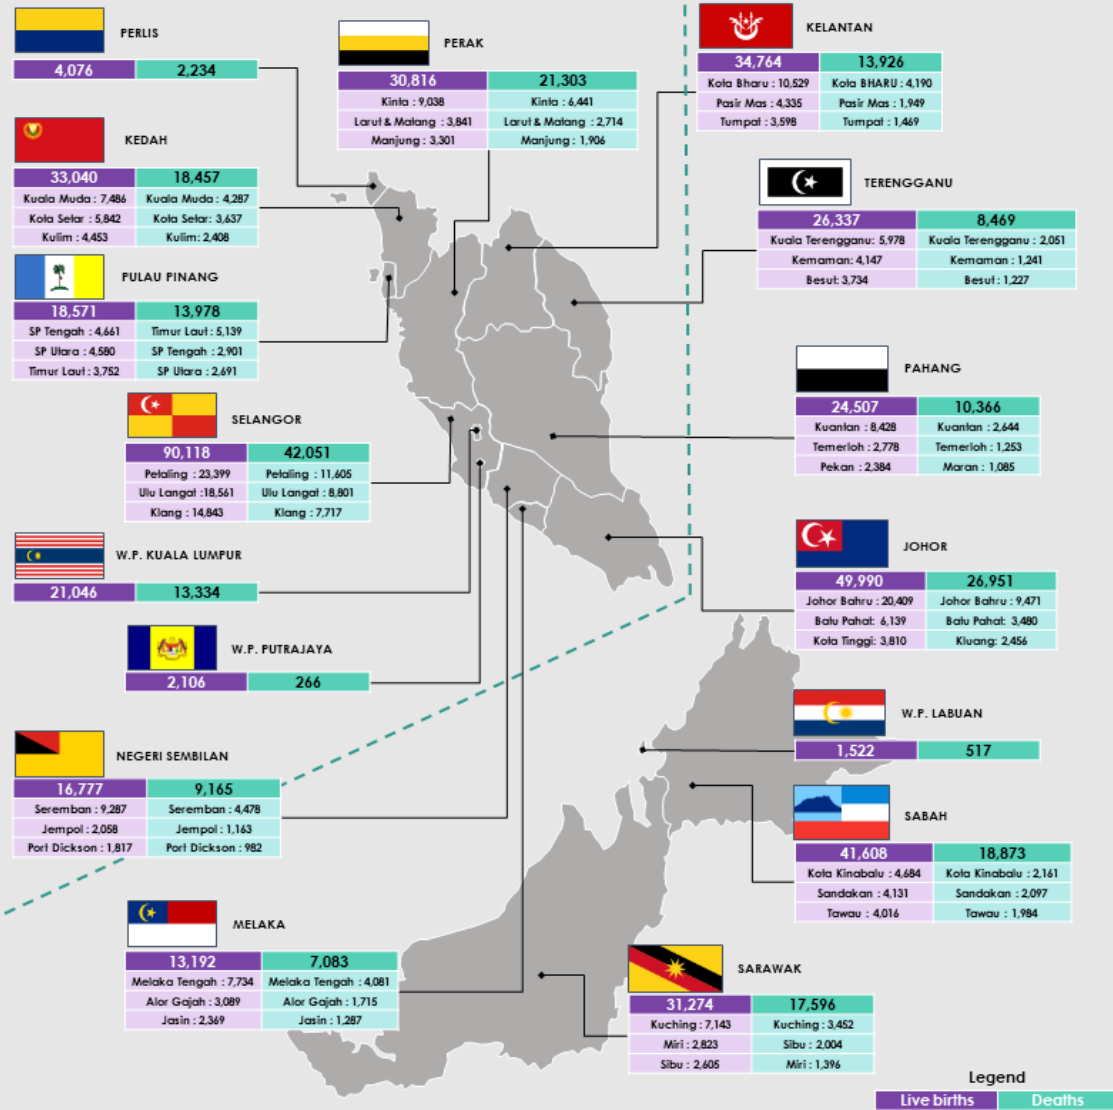 PERLIS
4,076 2,234
KEDAH
33,040 18,457
Kuala Muda : 7,486 Kuala Muda : 4,287
Kota Setar : 5,842 Kota Setar: 3,637
Kulim : 4,453 Kulim: 2,408
PULAU PINANG
18,571 13,978
SP Tengah : 4,661 Timur Laut : 5,139
SP Utara : 4,580 SP Tengah : 2,901
Timur Laut : 3,752 SP Utara : 2,691
PERAK
30,816 21,303
Kinta : 9,038 Kinta : 6,441
Larut & Matang : 3,841 Larut & Matang : 2,714
Manjung : 3,301 Manjung : 1,906
KELANTAN
34,764 13,926
Kota Bharu : 10,529 Kota BHARU : 4,190
Pasir Mas : 4,335 Pasir Mas : 1,949
Tumpat : 3,598 Tumpat : 1,469
TERENGGANU
26,337 8,469
Kuala Terengganu: 5,978 Kuala Terengganu : 2,051
Kemaman: 4,147 Kemaman : 1,241
Besut: 3,734 Besut : 1,227
PAHANG
24,507 10,366
Kuantan : 8,428 Kuantan : 2,644
Temerloh : 2,778 Temerloh : 1,253
Pekan : 2,384 Maran : 1,085
SELANGOR
90,118 42,051
Petaling : 23,399 Petaling : 11,605
Ulu Langat :18,561 Ulu Langat : 8,801
Klang : 14,843 Klang : 7,717
W.P. KUALA LUMPUR
21,046 13,334
W.P. PUTRAJAYA
2,106 266
JOHOR
49,990 26,951
Johor Bahru : 20,409 Johor Bahru : 9,471
Batu Pahat: 6,139 Batu Pahat : 3,480
Kota Tinggi: 3,810 Kluang: 2,456
W.P. LABUAN
1,522 517
NEGERI SEMBILAN
16,777 9,165
Seremban : 9,287 Seremban : 4,478
Jempol : 2,058 Jempol : 1,163
Port Dickson : 1,817 Port Dickson : 982
SABAH
41,608 18,873
Kota Kinabalu : 4,684 Kota Kinabalu : 2,161
Sandakan : 4,131 Sandakan : 2,097
Tawau : 4,016 Tawau : 1,984
MELAKA
13,192 7,083
Melaka Tengah : 7,734 Melaka Tengah : 4,081
Alor Gajah : 3,089 Alor Gajah : 1,715
Jasin : 2,369 Jasin : 1,287
SARAWAK
31,274 17,596
Kuching : 7,143 Kuching : 3,452
Miri : 2,823 Sibu : 2,004
Sibu : 2,605 Miri : 1,396
Legend
Live births Deaths